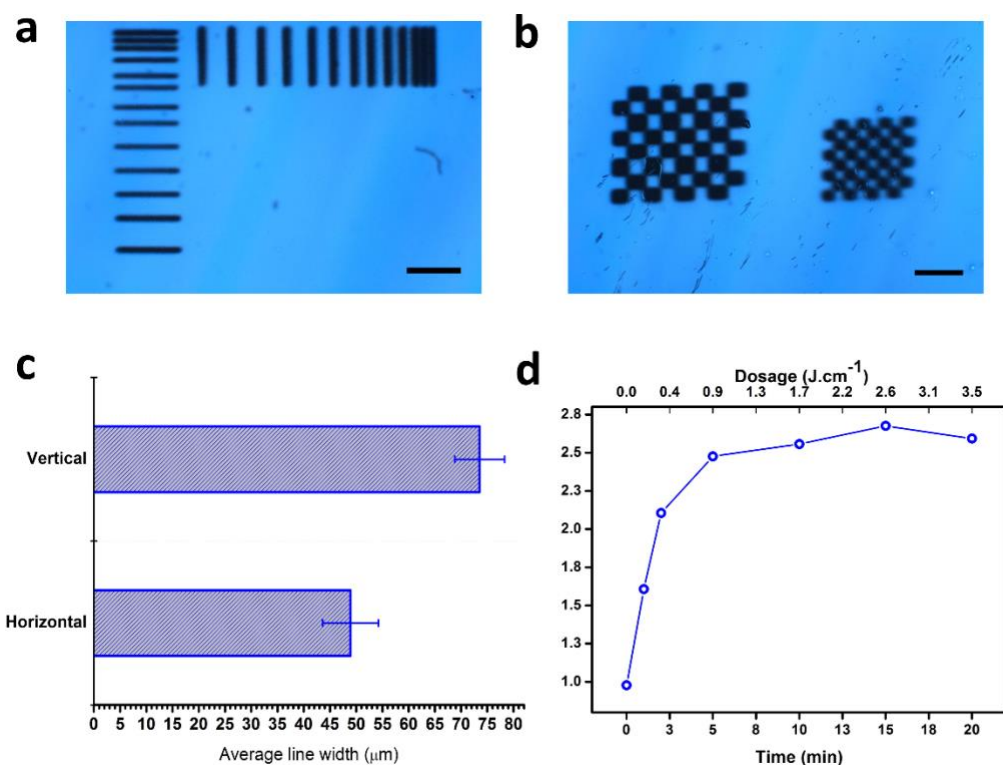 a
b
c
Vertical
Horizontal
0 5 10 15 20 25 30 35 40 45 50 55 60 65 70 75 80
Average line width (μm)
d
Dosage (J.cm⁻¹)
0.0 0.4 0.9 1.3 1.7 2.2 2.6 3.1 3.5
2.8
2.5
2.3
2.0
1.8
1.5
1.3
1.0
0 3 5 8 10 13 15 18 20
Time (min)